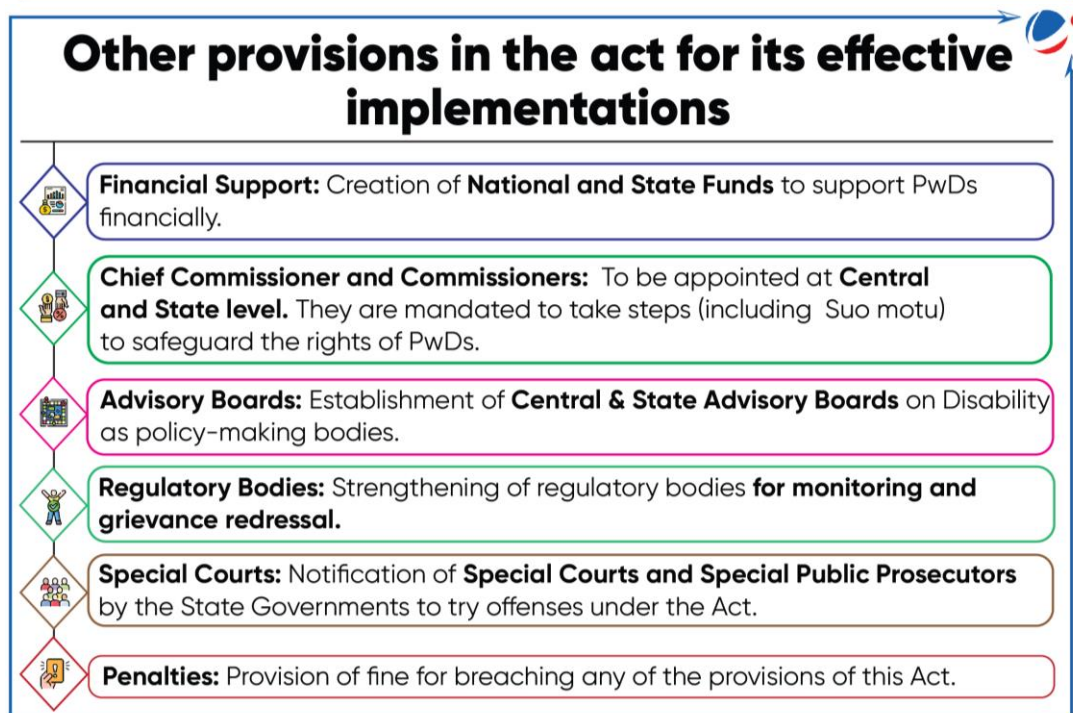 Other provisions in the act for its effective
implementations
Financial Support: Creation of National and State Funds to support PwDs
financially.
Chief Commissioner and Commissioners: To be appointed at Central
and State level. They are mandated to take steps (including Suo motu)
to safeguard the rights of PwDs.
Advisory Boards: Establishment of Central & State Advisory Boards on Disability
as policy-making bodies.
Regulatory Bodies: Strengthening of regulatory bodies for monitoring and
grievance redressal.
Special Courts: Notification of Special Courts and Special Public Prosecutors
by the State Governments to try offenses under the Act.
Penalties: Provision of fine for breaching any of the provisions of this Act.